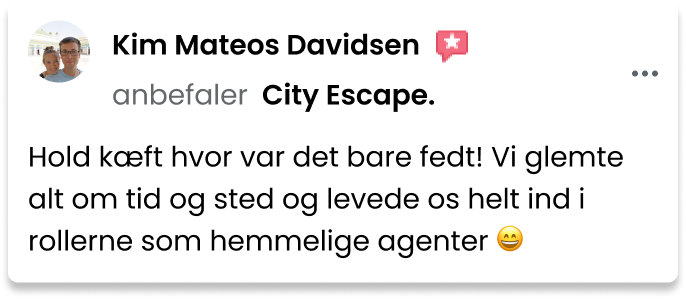 Kim Mateos Davidsen
anbefaler City Escape.
Hold kæft hvor var det bare fedt! Vi glemte
alt om tid og sted og levede os helt ind i
rollerne som hemmelige agenter 😄